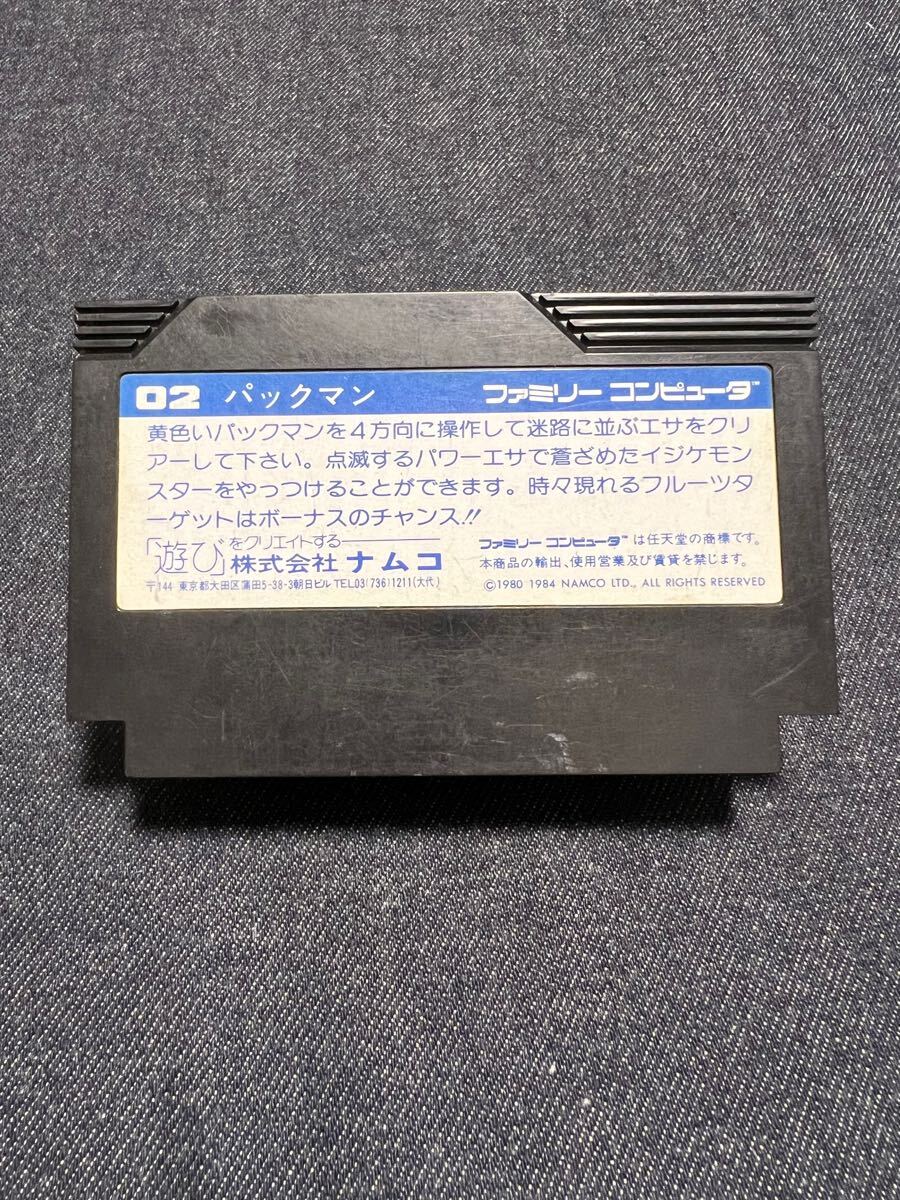 02 パックマン ファミリー コンピュータ™
黄色いパックマンを4方向に操作して迷路に並ぶエサをクリ
アーして下さい。点滅するパワーエサで蒼ざめたイジケモン
スターをやっつけることができます。時々現れるフルーツタ
ーゲットはボーナスのチャンス!!
「遊び」をクリエイトする
株式会社 ナムコ
〒144 東京都大田区蒲田5-38-3朝日ビル TEL03(736)1211(大代)
ファミリー コンピュータ™ は任天堂の商標です。
本商品の輸出、使用営業及び賃貸を禁じます。
©1980 1984 NAMCO LTD., ALL RIGHTS RESERVED